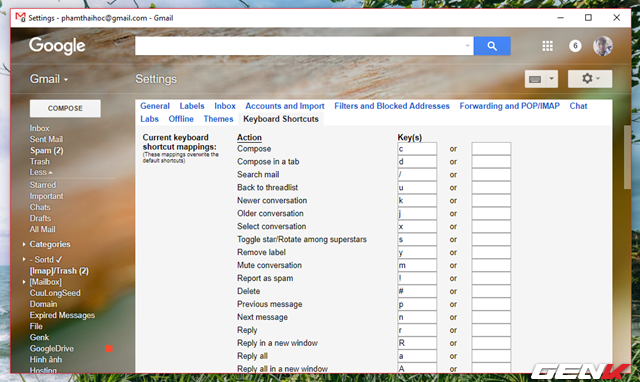 Settings - phamthaihoc@gmail.com - Gmail
Google
6
Gmail
Settings
COMPOSE
Inbox
Sent Mail
Spam (2)
Trash
Less
Starred
Important
Chats
Drafts
All Mail
Categories
- Sortd ✓
[Imap]/Trash (2)
[Mailbox]
CuuLongSeed
Domain
Expired Messages
File
Genk
GoogleDrive
Hình ảnh
Hosting
General Labels Inbox Accounts and Import Filters and Blocked Addresses Forwarding and POP/IMAP Chat
Labs Offline Themes Keyboard Shortcuts
Current keyboard
shortcut mappings:
(These mappings overwrite the
default shortcuts)
Action Key(s)
Compose c or
Compose in a tab d or
Search mail / or
Back to threadlist u or
Newer conversation k or
Older conversation j or
Select conversation x or
Toggle star/Rotate among superstars s or
Remove label y or
Mute conversation m or
Report as spam ! or
Delete # or
Previous message p or
Next message n or
Reply r or
Reply in a new window R or
Reply all a or
Reply all in a new window A or
GENK